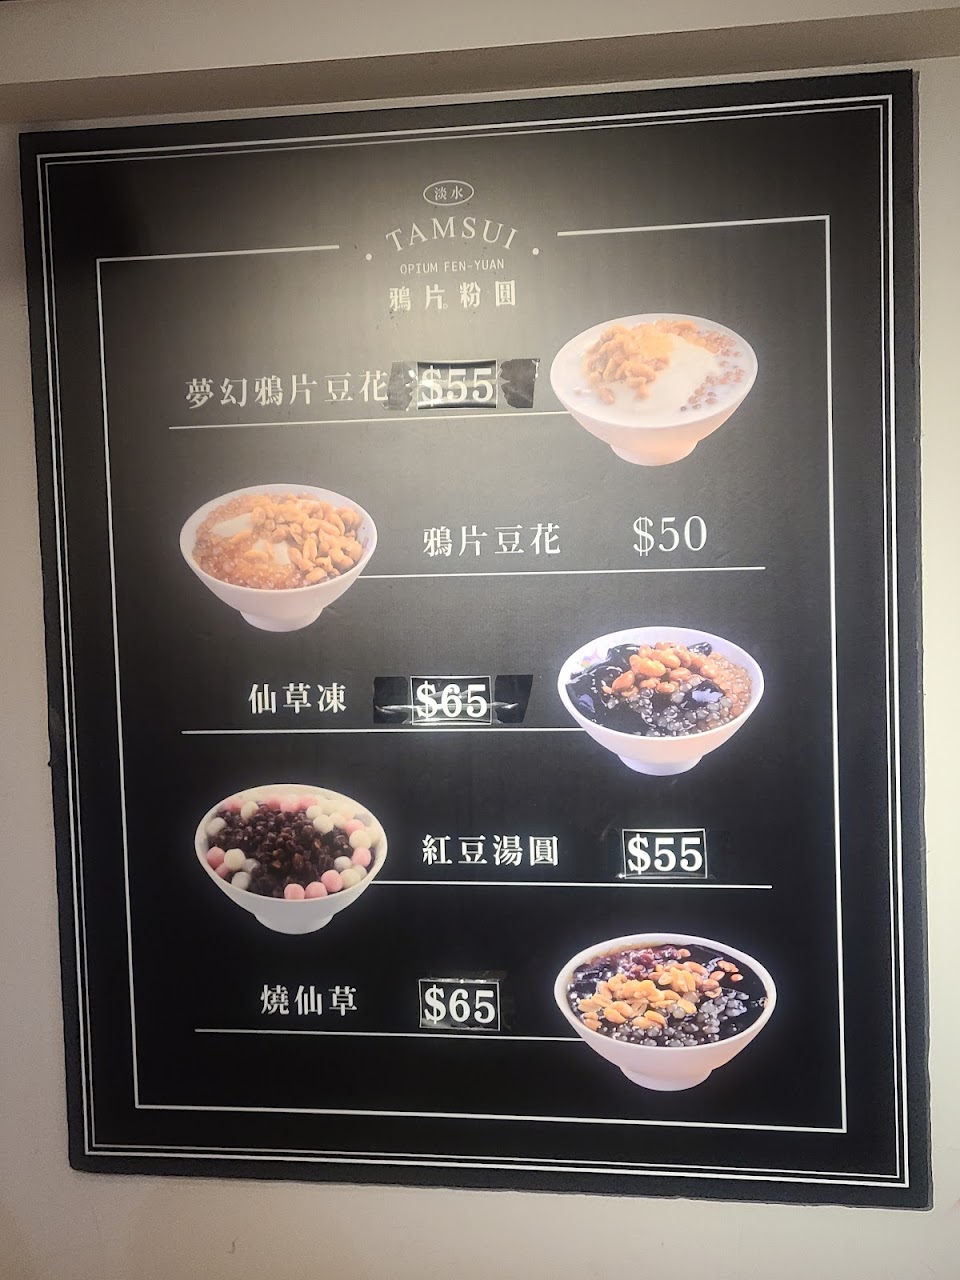 淡水
TAMSUI
OPIUM FEN-YUAN
鴉片粉圓
夢幻鴉片豆花 $55
鴉片豆花 $50
仙草凍 $65
紅豆湯圓 $55
燒仙草 $65